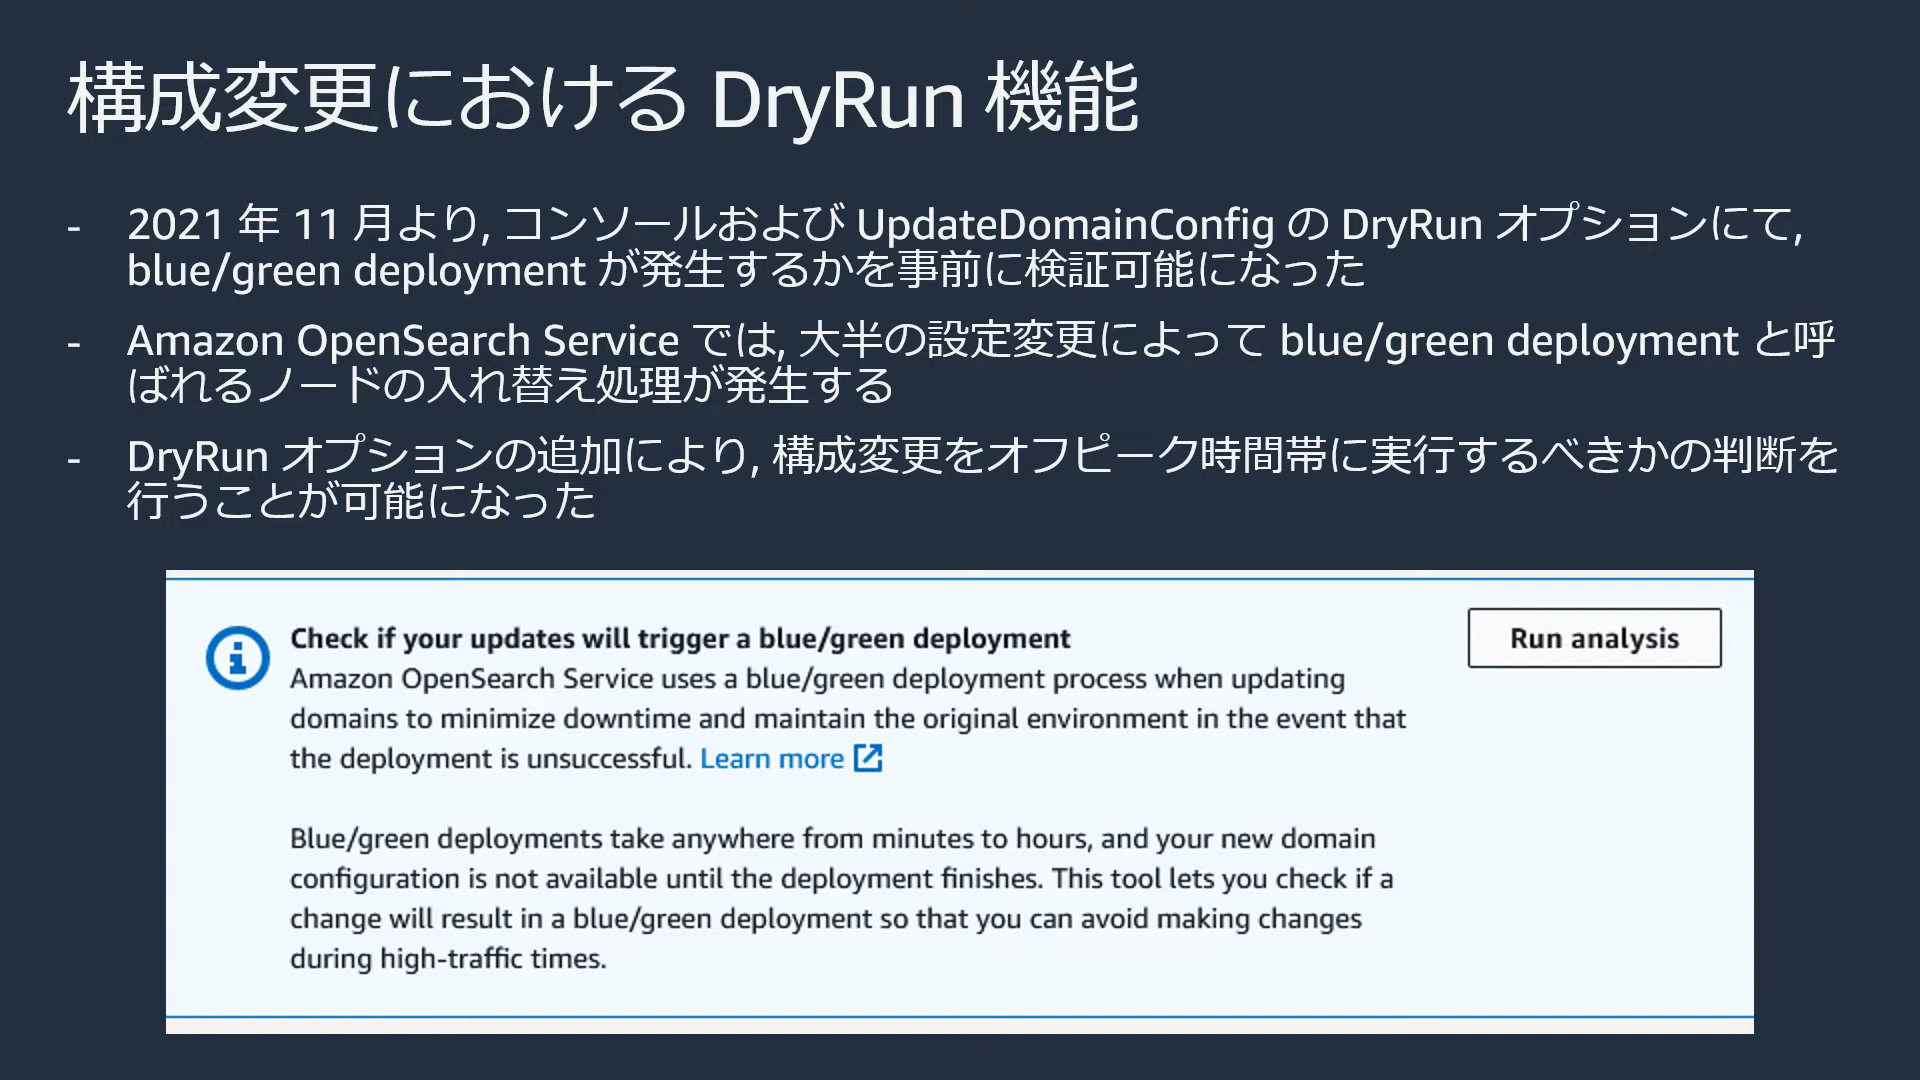 構成変更における DryRun 機能
- 2021 年 11 月より, コンソールおよび UpdateDomainConfig の DryRun オプションにて,
blue/green deployment が発生するかを事前に検証可能になった
- Amazon OpenSearch Service では, 大半の設定変更によって blue/green deployment と呼
ばれるノードの入れ替え処理が発生する
- DryRun オプションの追加により, 構成変更をオフピーク時間帯に実行するべきかの判断を
行うことが可能になった
Check if your updates will trigger a blue/green deployment
Run analysis
Amazon OpenSearch Service uses a blue/green deployment process when updating
domains to minimize downtime and maintain the original environment in the event that
the deployment is unsuccessful. Learn more
Blue/green deployments take anywhere from minutes to hours, and your new domain
configuration is not available until the deployment finishes. This tool lets you check if a
change will result in a blue/green deployment so that you can avoid making changes
during high-traffic times.